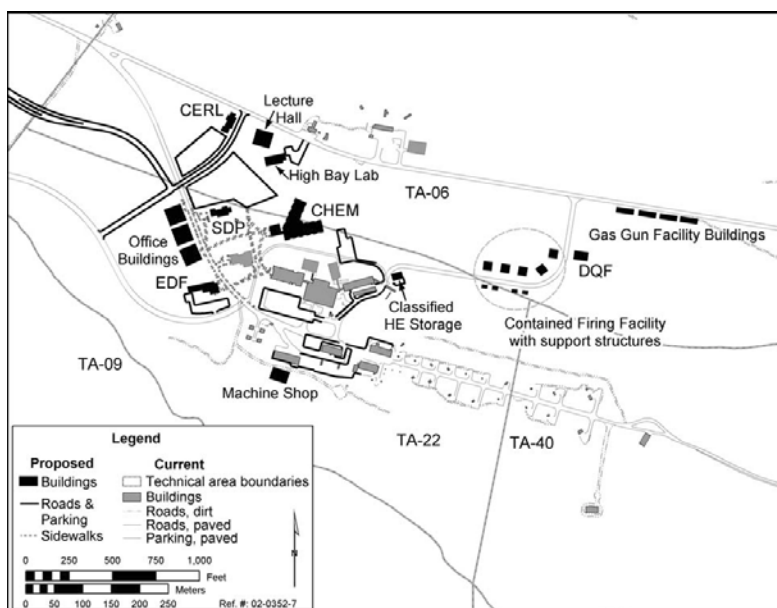 Lecture
Hall
CERL
High Bay Lab
TA-06
CHEM
SDP
Office
Buildings
Gas Gun Facility Buildings
DQF
EDF
Classified
HE Storage
Contained Firing Facility
with support structures
TA-09
Machine Shop
TA-22
TA-40
Legend
Proposed
Buildings
Roads &
Parking
Sidewalks
Current
Technical area boundaries
Buildings
Roads, dirt
Roads, paved
Parking, paved
N
0 250 500 750 1,000
Feet
Meters
0 50 100 150 200 250
Ref. #: 02-0352-7